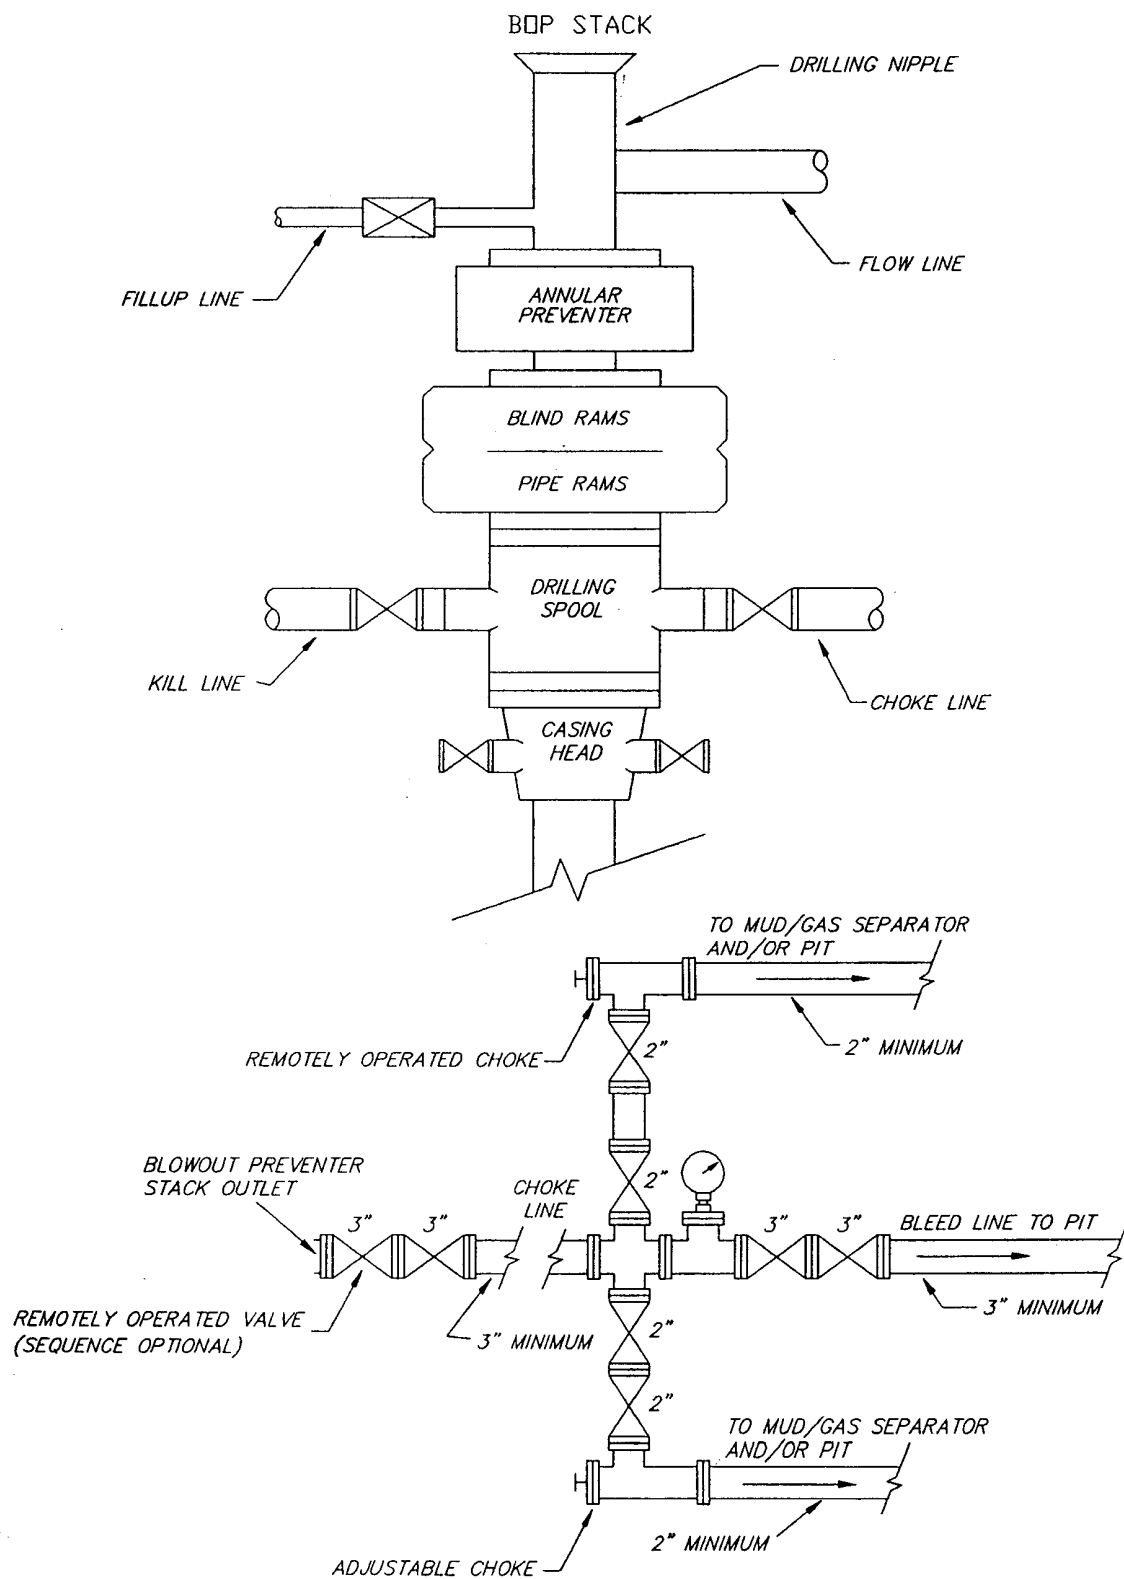 BOP STACK
DRILLING NIPPLE
FLOW LINE
FILLUP LINE
ANNULAR
PREVENTER
BLIND RAMS
PIPE RAMS
DRILLING
SPOOL
KILL LINE
CHOKE LINE
CASING
HEAD
TO MUD/GAS SEPARATOR
AND/OR PIT
2" MINIMUM
REMOTELY OPERATED CHOKE
2"
2"
BLOWOUT PREVENTER
STACK OUTLET
CHOKE
LINE
3"
3"
3"
3"
BLEED LINE TO PIT
3" MINIMUM
REMOTELY OPERATED VALVE
(SEQUENCE OPTIONAL)
3" MINIMUM
2"
2"
TO MUD/GAS SEPARATOR
AND/OR PIT
2" MINIMUM
ADJUSTABLE CHOKE